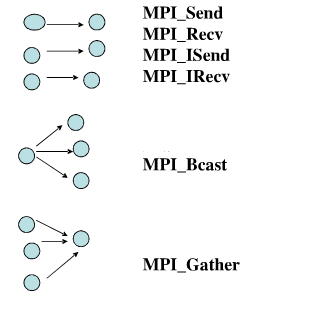 MPI_Send
MPI_Recv
MPI_ISend
MPI_IRecv
MPI_Bcast
MPI_Gather